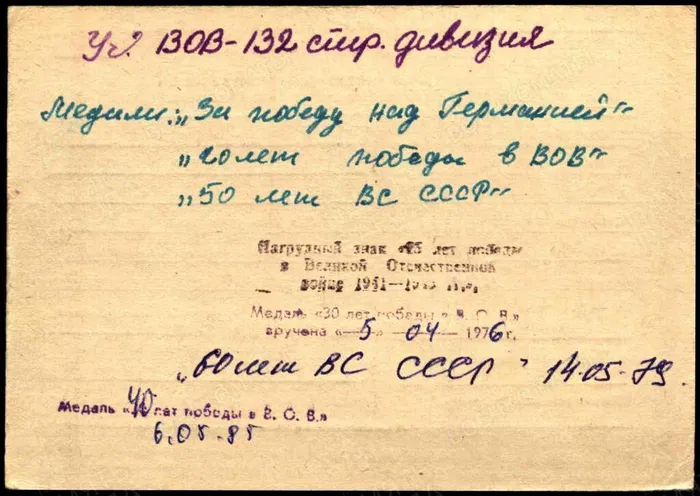 Уч. ВОВ-132 стр. дивизия
Медали: „За победу над Германией"
„20 лет победы в ВОВ"
„50 лет ВС СССР"
Нагрудный знак «25 лет победы
в Великой Отечественной
войне 1941—1945 гг.»
Медаль «30 лет победы в В. О. В.»
вручена «5» 04 1976 г.
„60 лет ВС СССР" 14.05.79.
Медаль «40 лет победы в В. О. В.»
6.05.85